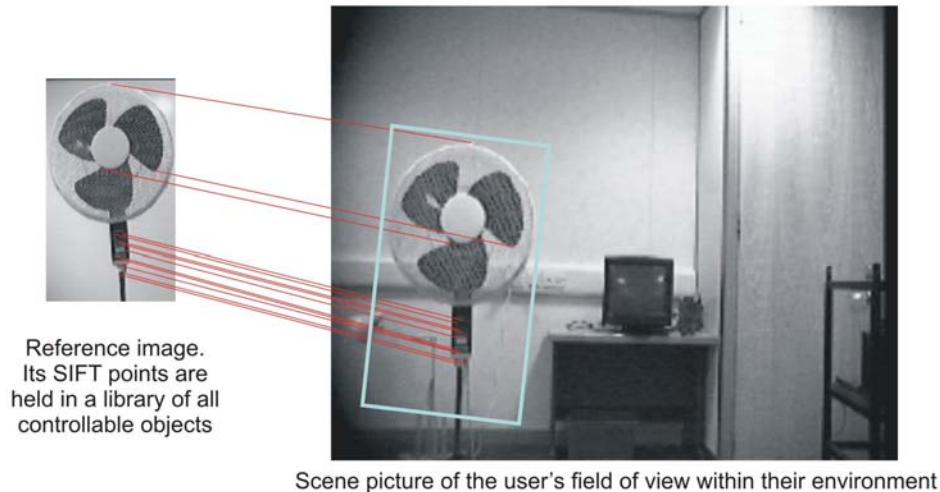 Reference image.
Its SIFT points are
held in a library of all
controllable objects
Scene picture of the user's field of view within their environment